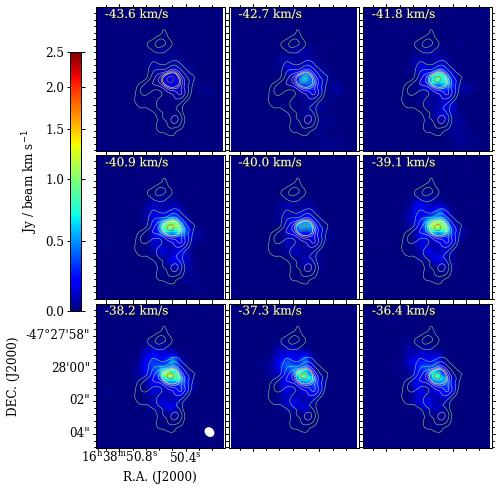 -43.6 km/s
-42.7 km/s
-41.8 km/s
2.5
2.0
1.5
1.0
0.5
0.0
Jy / beam km s⁻¹
-40.9 km/s
-40.0 km/s
-39.1 km/s
-38.2 km/s
-37.3 km/s
-36.4 km/s
-47°27'58"
28'00"
02"
04"
DEC. (J2000)
16ʰ38ᵐ50.8ˢ
50.4ˢ
R.A. (J2000)